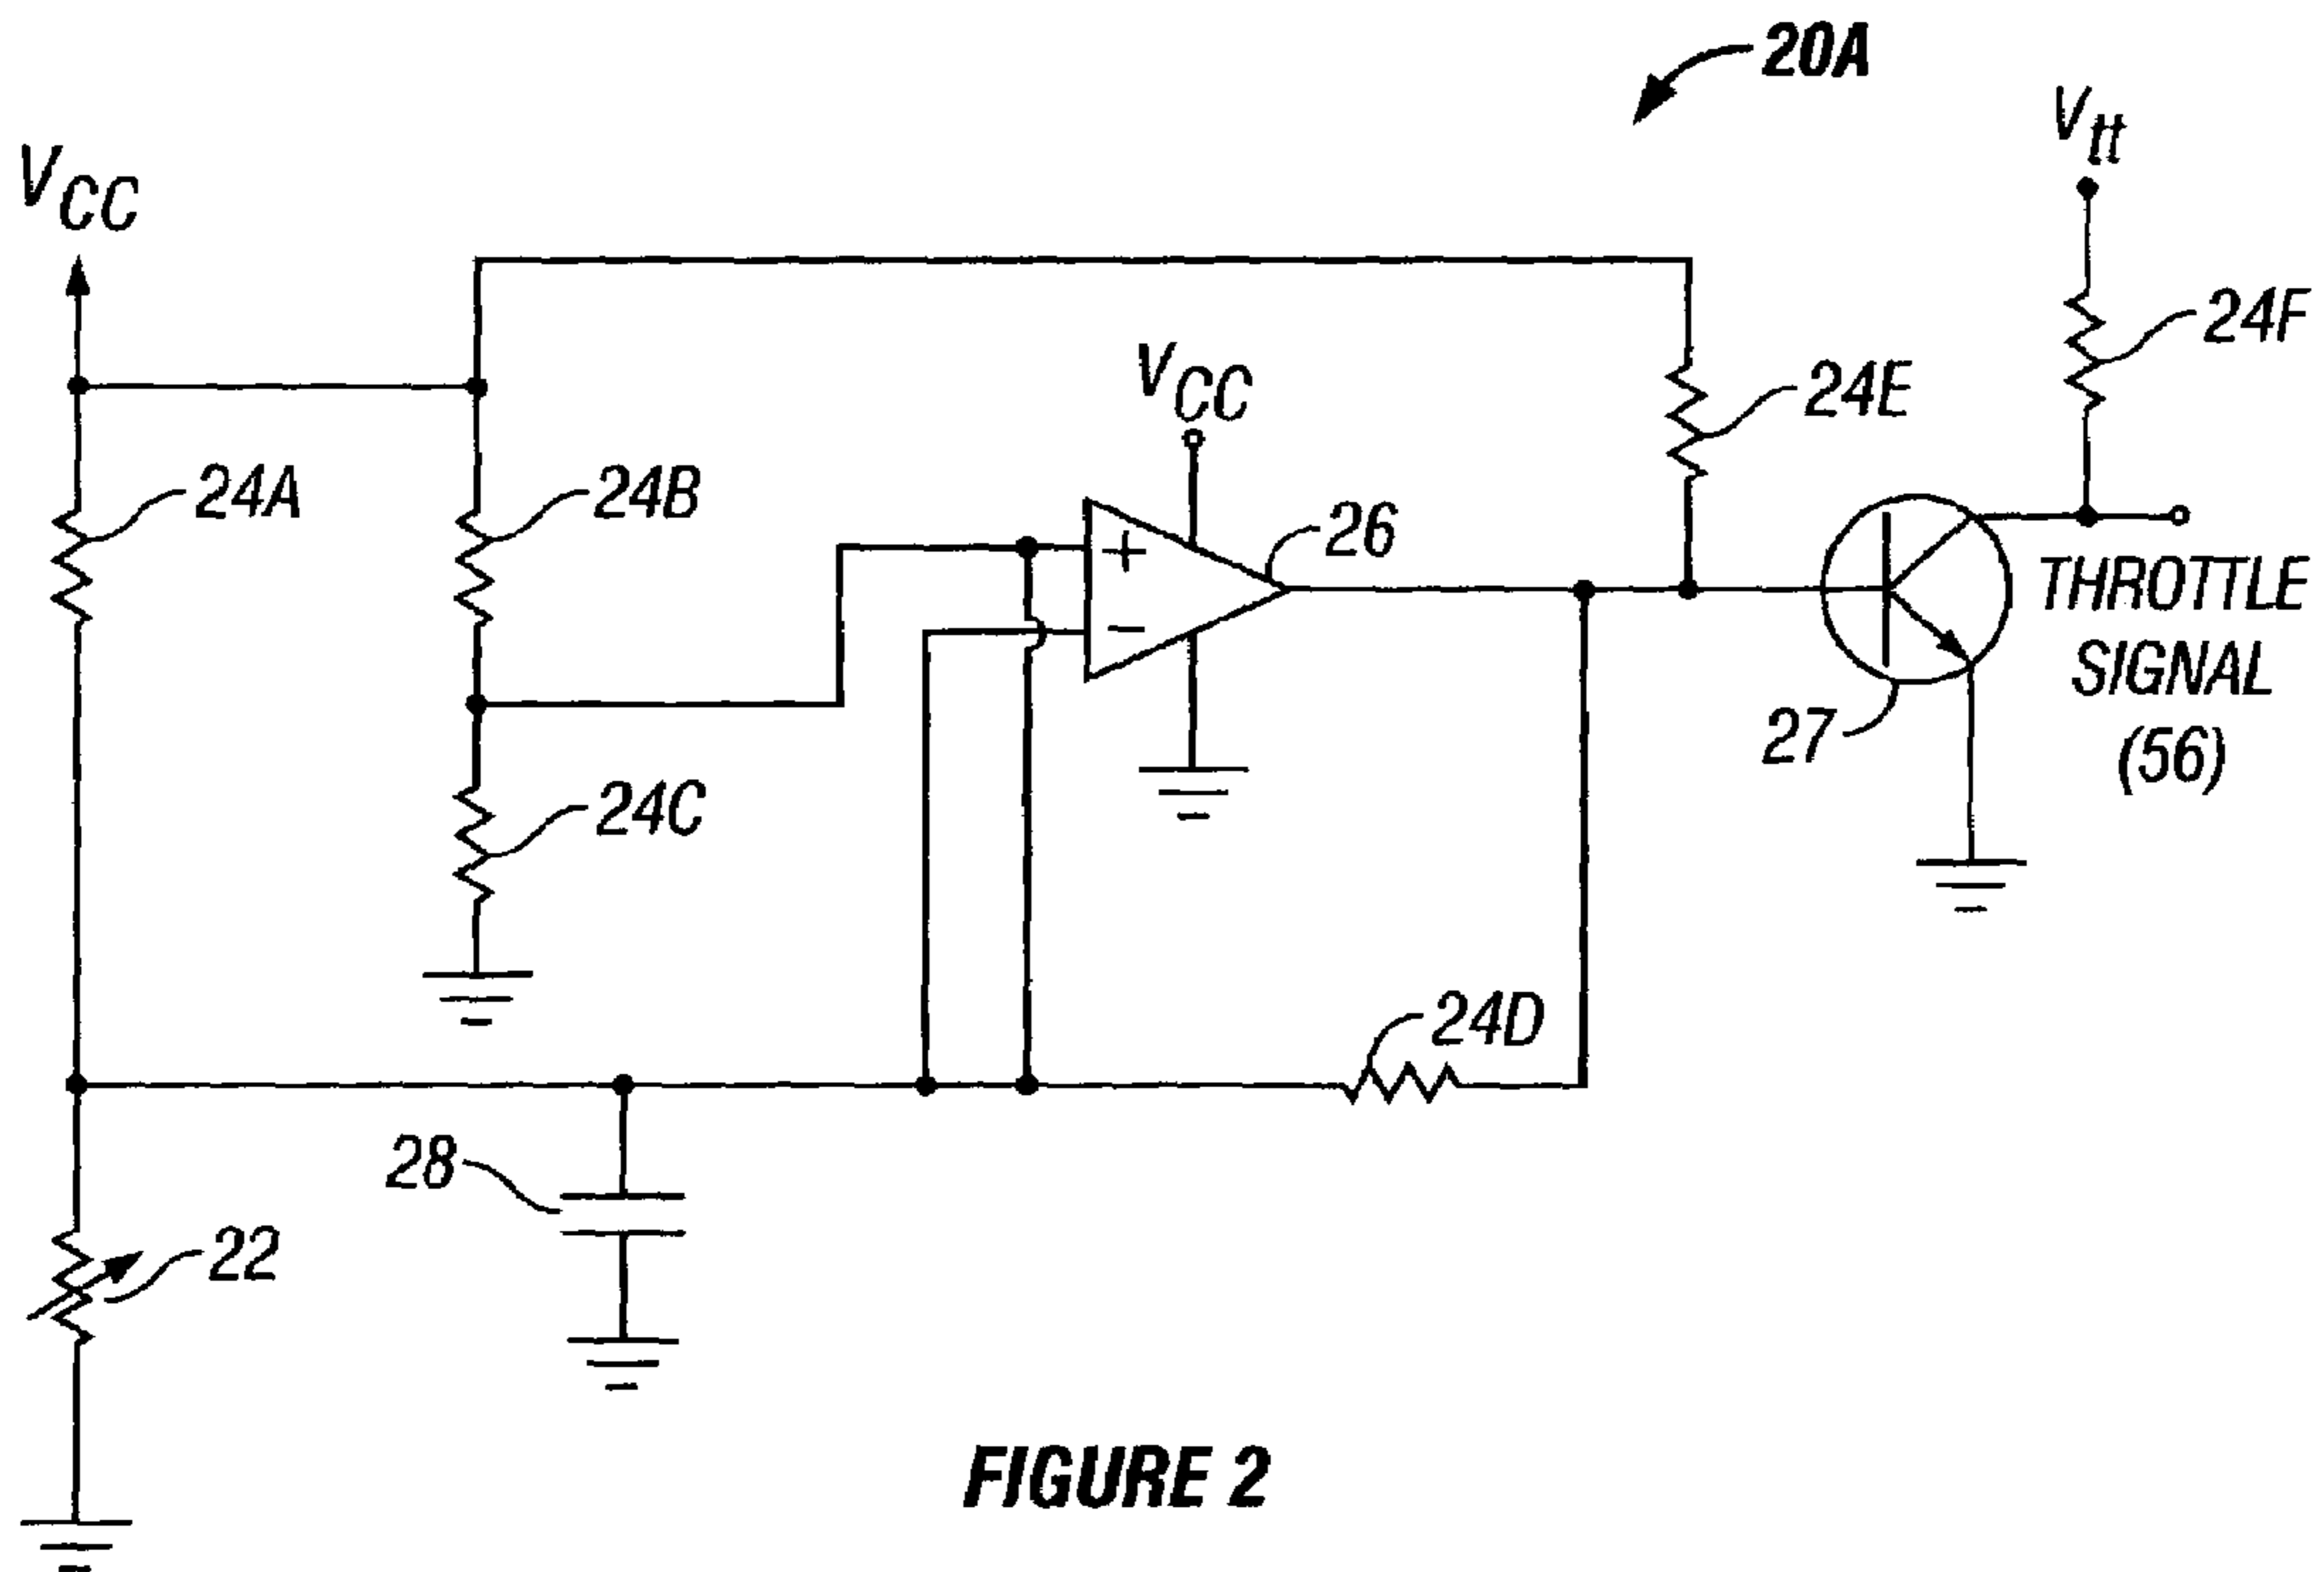 20A
Vtt
VCC
24F
VCC
24E
24A
24B
+
26
−
THROTTLE
SIGNAL
(56)
27
24C
24D
28
22
FIGURE 2